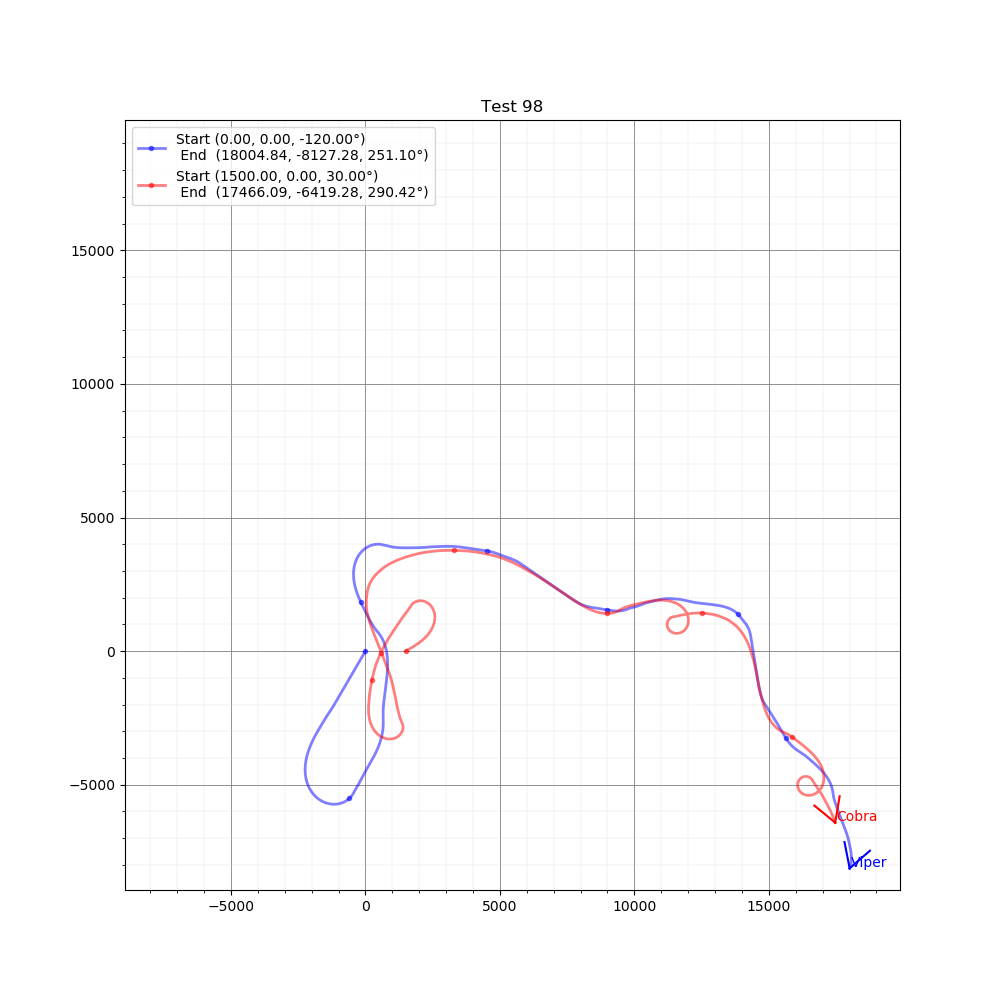 Test 98
Start (0.00, 0.00, -120.00°)
End (18004.84, -8127.28, 251.10°)
Start (1500.00, 0.00, 30.00°)
End (17466.09, -6419.28, 290.42°)
15000
10000
5000
0
−5000
Cobra
Viper
−5000
0
5000
10000
15000